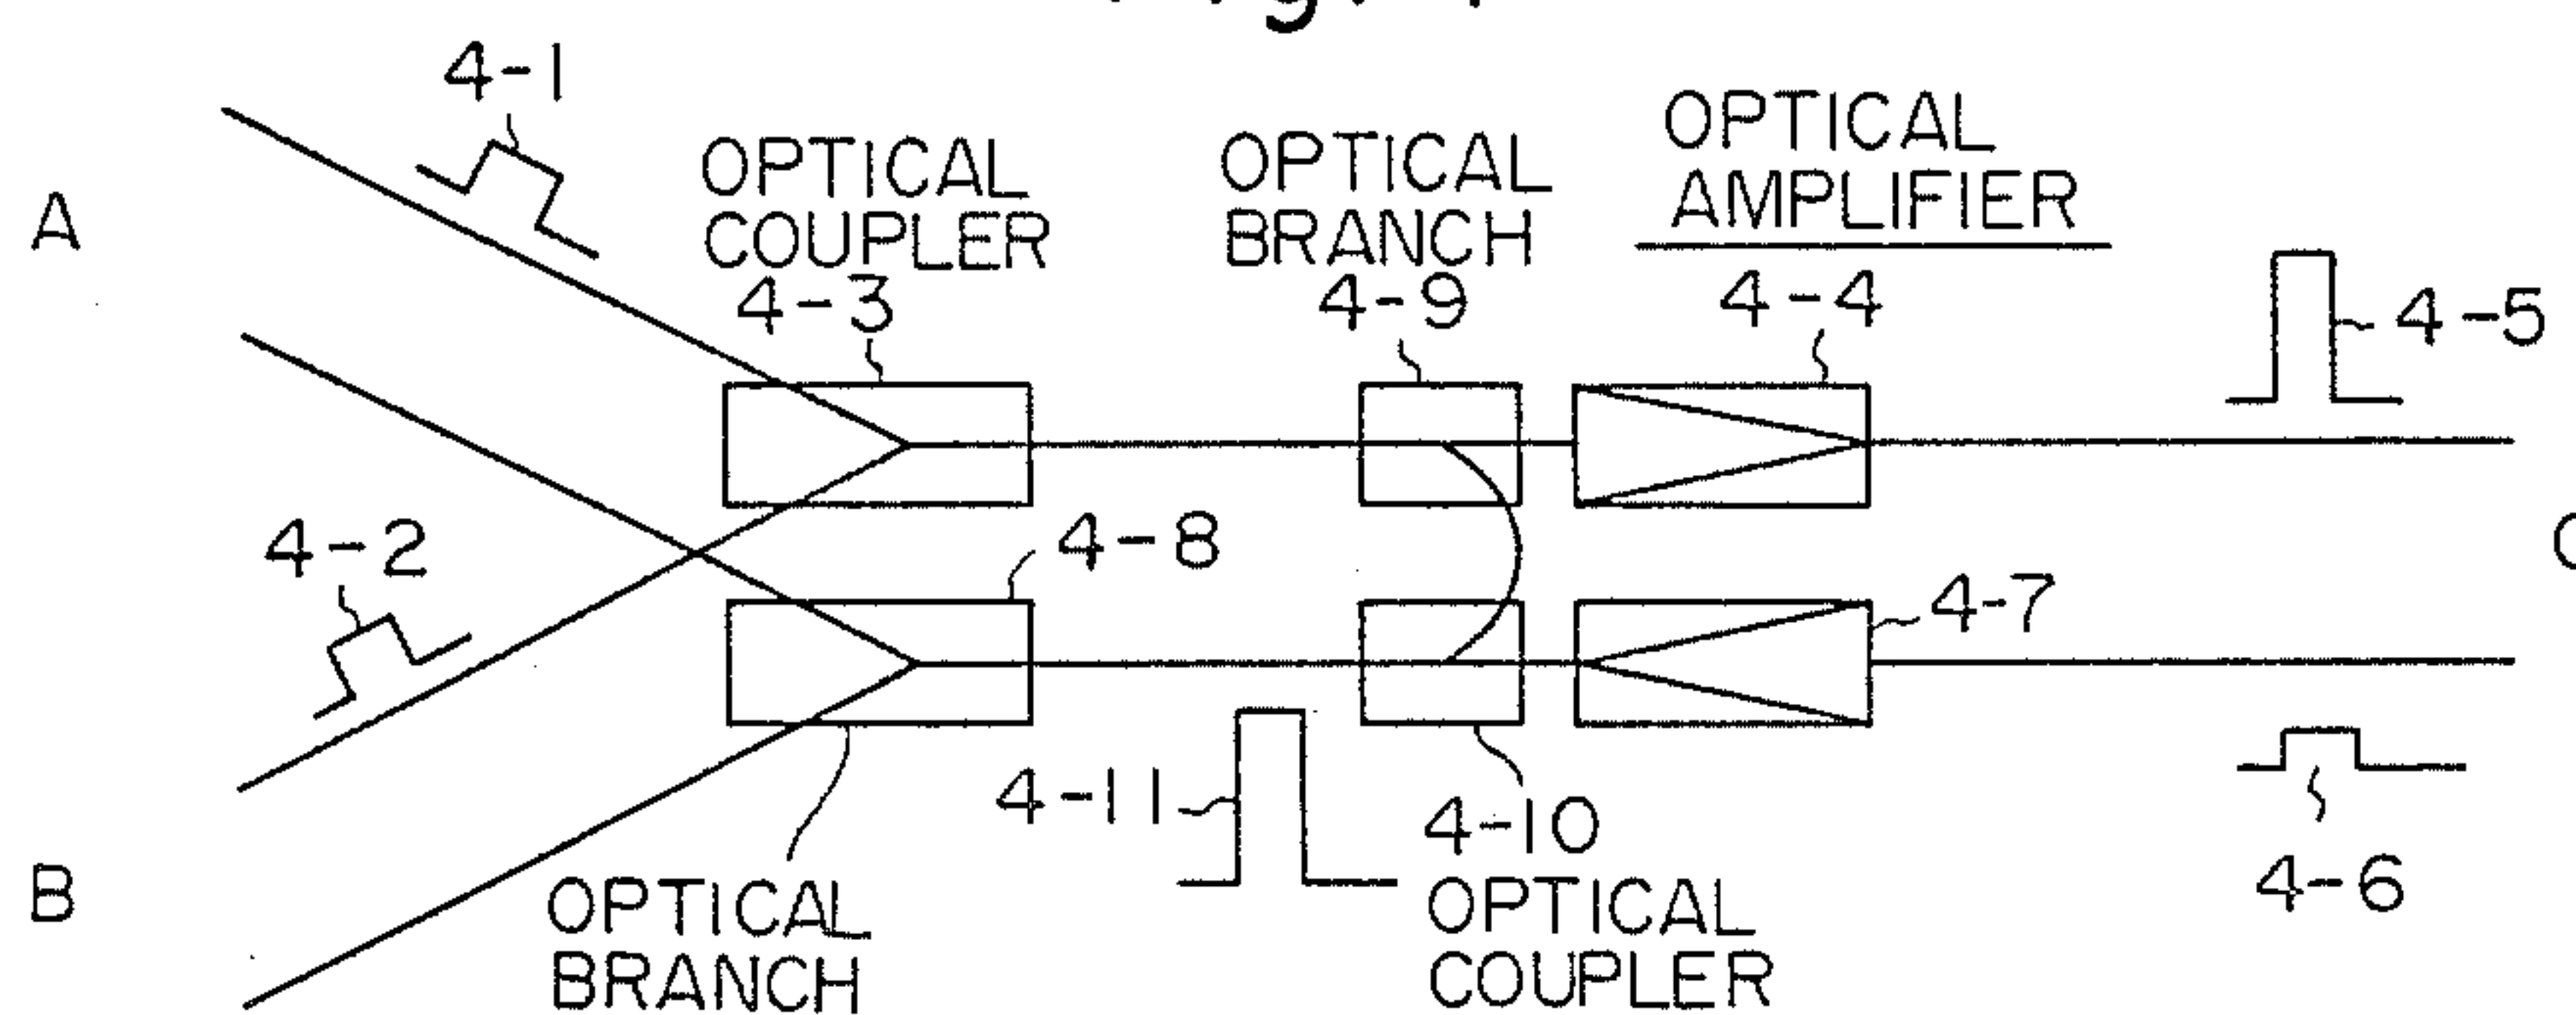 4-1
OPTICAL
COUPLER
4-3
OPTICAL
BRANCH
4-9
OPTICAL
AMPLIFIER
4-4
A
4-5
4-2
4-8
4-7
4-11
4-10
OPTICAL
COUPLER
4-6
B
OPTICAL
BRANCH